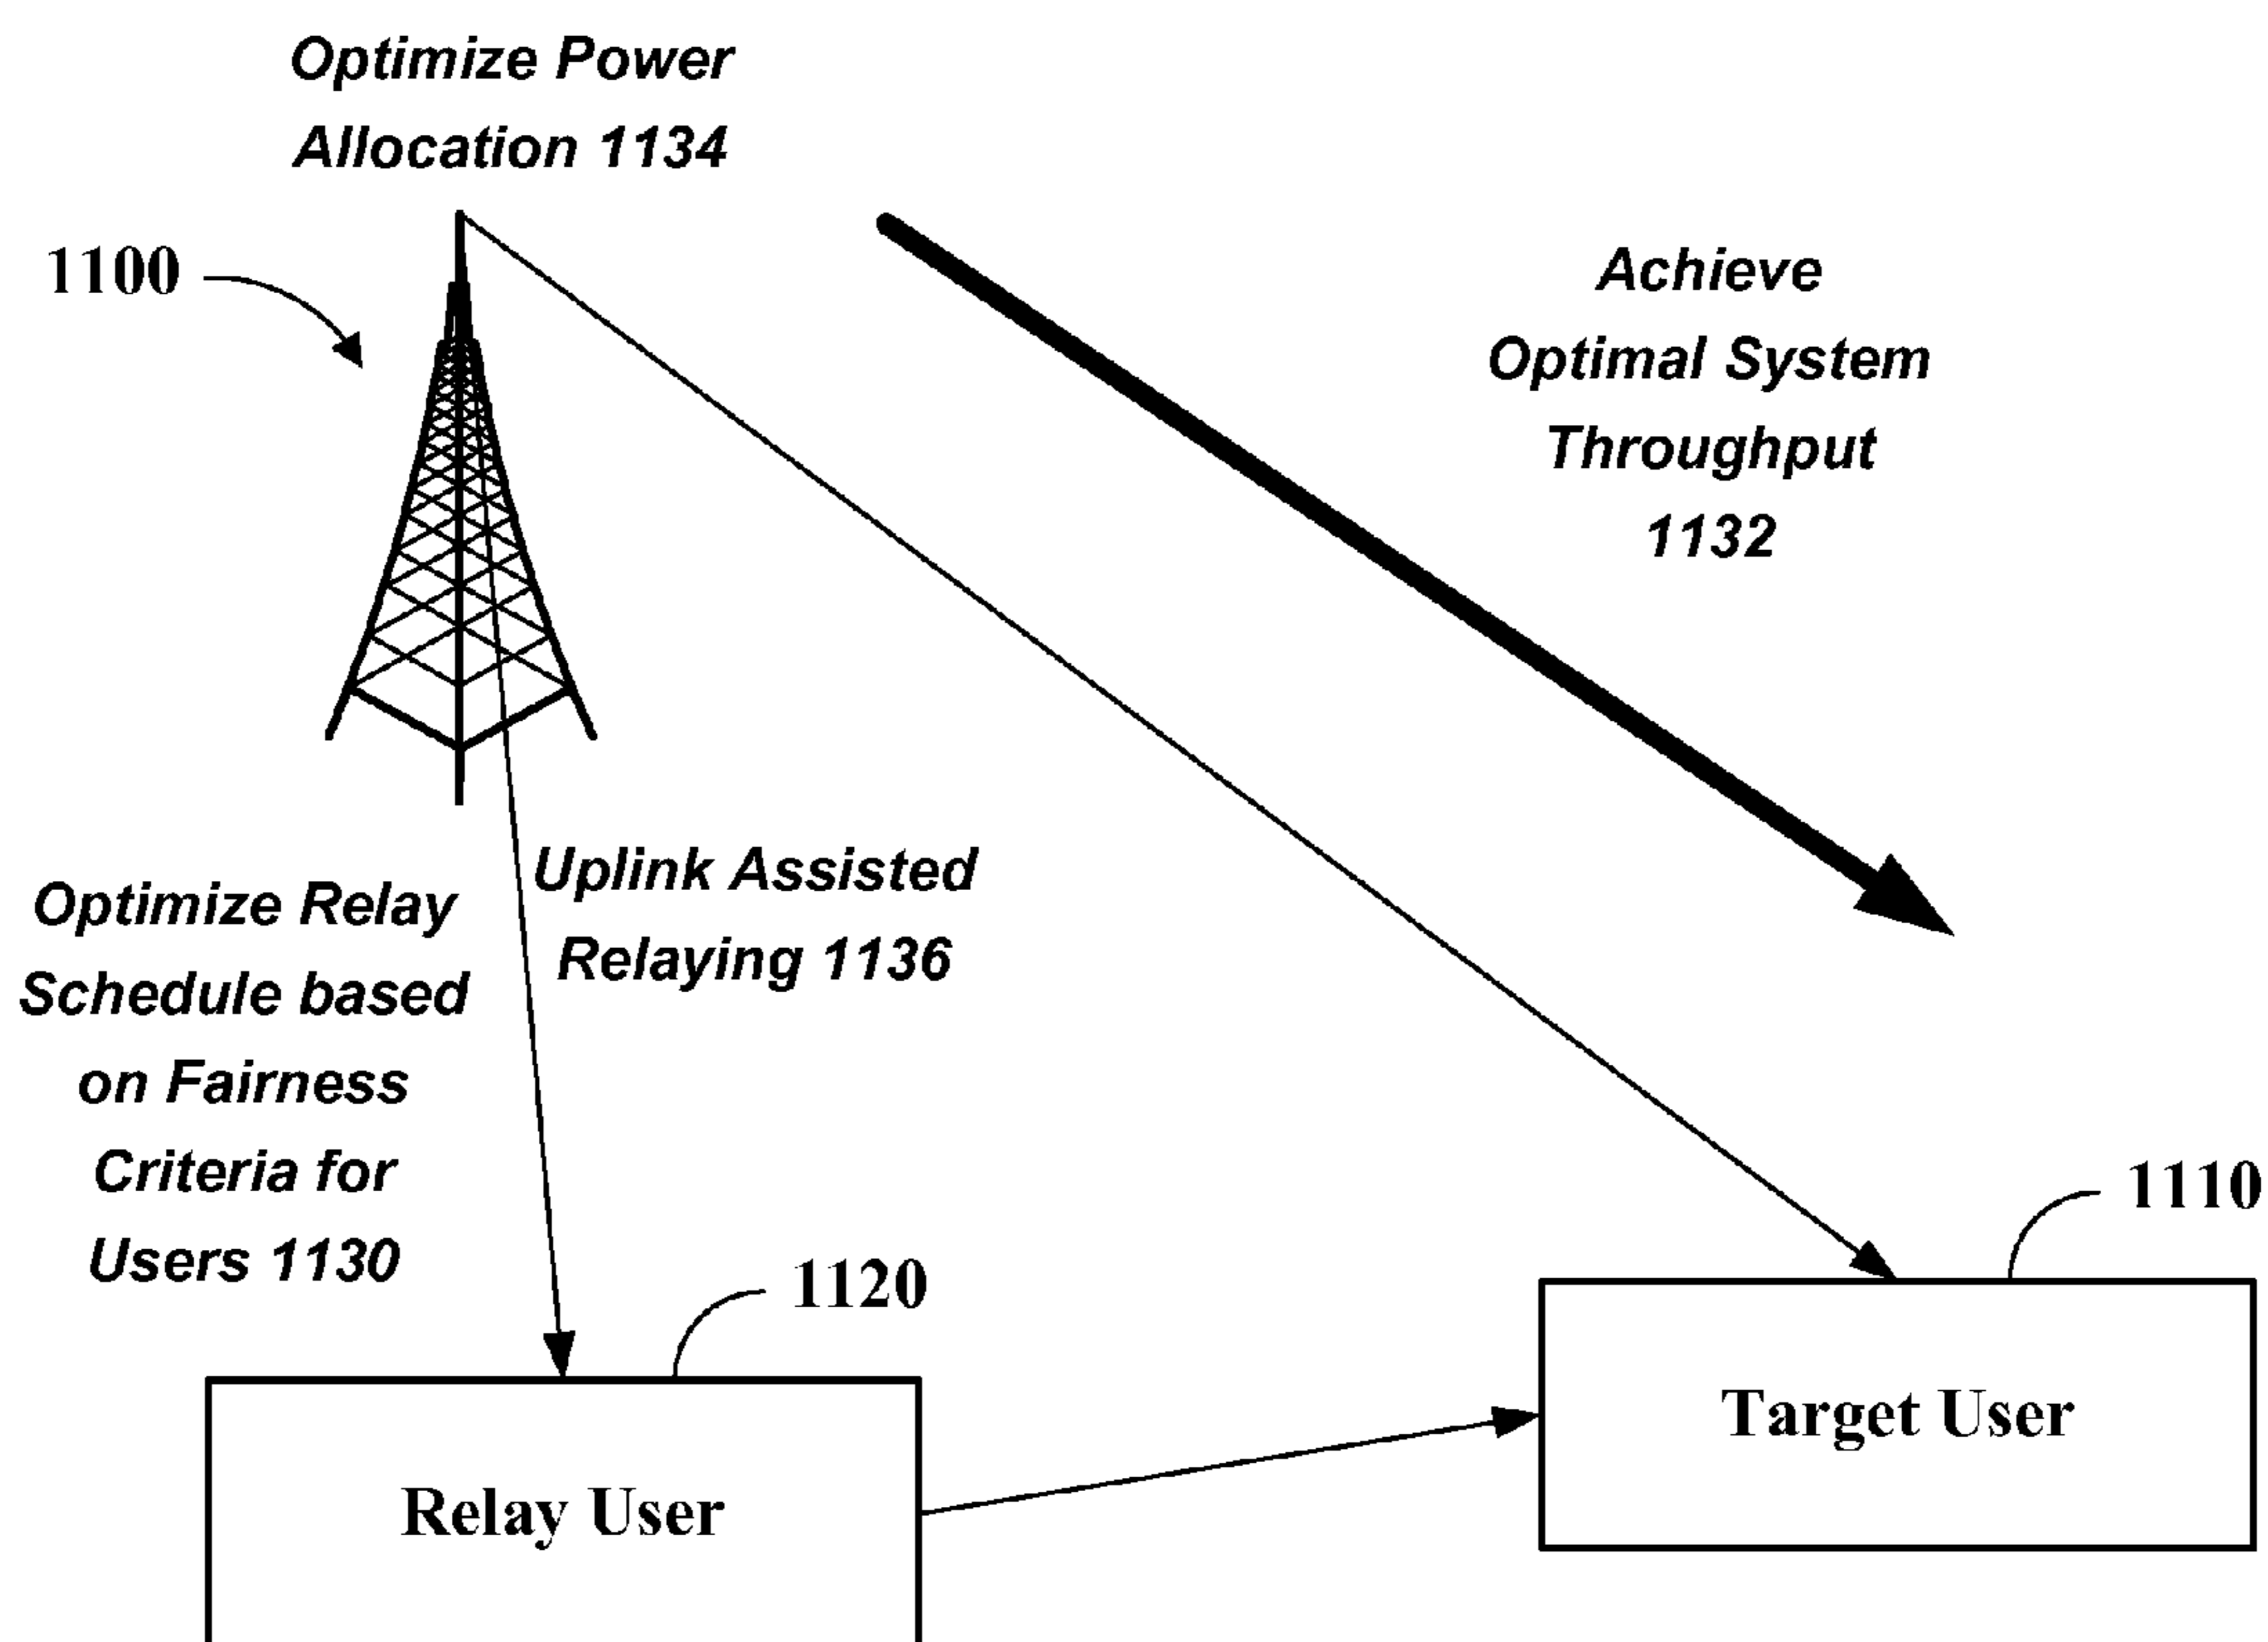 Optimize Power
Allocation 1134
1100
Achieve
Optimal System
Throughput
1132
Uplink Assisted
Relaying 1136
Optimize Relay
Schedule based
on Fairness
Criteria for
Users 1130
1110
1120
Target User
Relay User